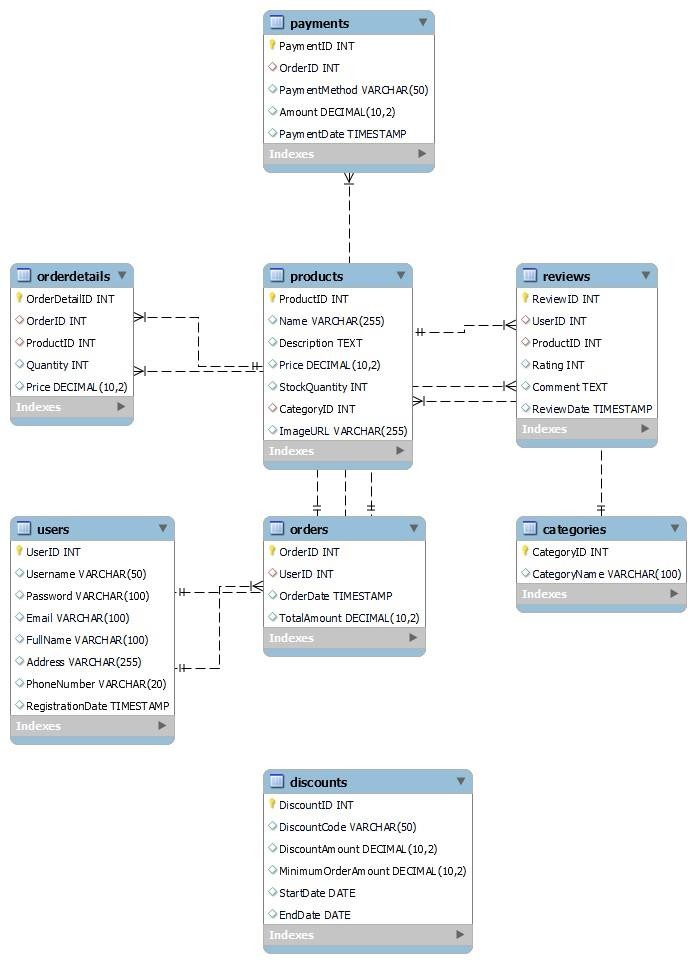 payments
PaymentID INT
OrderID INT
PaymentMethod VARCHAR(50)
Amount DECIMAL(10,2)
PaymentDate TIMESTAMP
Indexes
orderdetails
OrderDetailID INT
OrderID INT
ProductID INT
Quantity INT
Price DECIMAL(10,2)
Indexes
products
ProductID INT
Name VARCHAR(255)
Description TEXT
Price DECIMAL(10,2)
StockQuantity INT
CategoryID INT
ImageURL VARCHAR(255)
Indexes
reviews
ReviewID INT
UserID INT
ProductID INT
Rating INT
Comment TEXT
ReviewDate TIMESTAMP
Indexes
users
UserID INT
Username VARCHAR(50)
Password VARCHAR(100)
Email VARCHAR(100)
FullName VARCHAR(100)
Address VARCHAR(255)
PhoneNumber VARCHAR(20)
RegistrationDate TIMESTAMP
Indexes
orders
OrderID INT
UserID INT
OrderDate TIMESTAMP
TotalAmount DECIMAL(10,2)
Indexes
categories
CategoryID INT
CategoryName VARCHAR(100)
Indexes
discounts
DiscountID INT
DiscountCode VARCHAR(50)
DiscountAmount DECIMAL(10,2)
MinimumOrderAmount DECIMAL(10,2)
StartDate DATE
EndDate DATE
Indexes